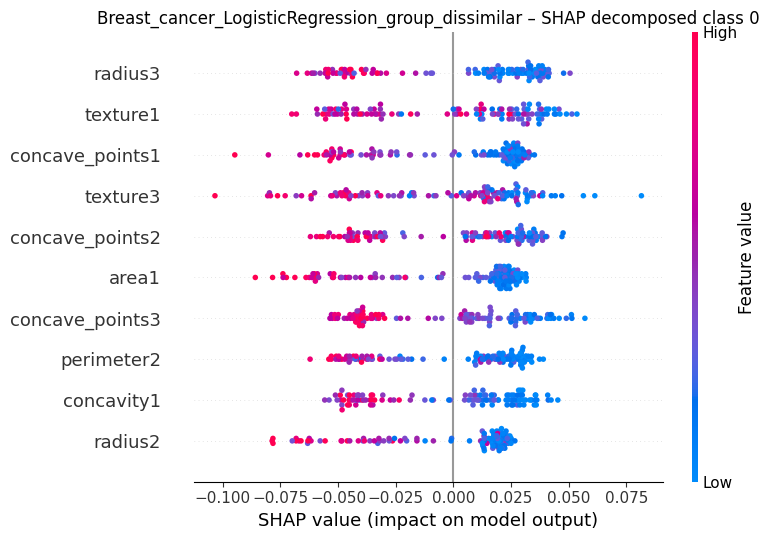 Breast_cancer_LogisticRegression_group_dissimilar – SHAP decomposed class 0
High
radius3
texture1
concave_points1
texture3
concave_points2
area1
concave_points3
perimeter2
concavity1
radius2
Feature value
Low
−0.100 −0.075 −0.050 −0.025 0.000 0.025 0.050 0.075
SHAP value (impact on model output)